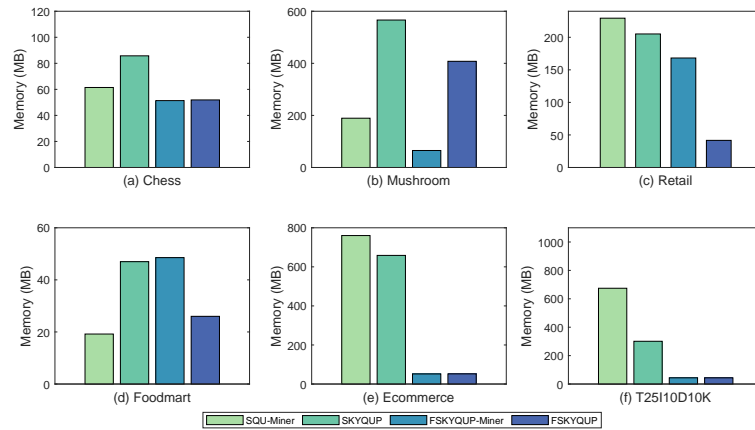 120
100
80
60
40
20
0
Memory (MB)
(a) Chess
600
400
200
0
Memory (MB)
(b) Mushroom
200
150
100
50
0
Memory (MB)
(c) Retail
60
40
20
0
Memory (MB)
(d) Foodmart
800
600
400
200
0
Memory (MB)
(e) Ecommerce
1000
800
600
400
200
0
Memory (MB)
(f) T25I10D10K
SQU-Miner SKYQUP FSKYQUP-Miner FSKYQUP